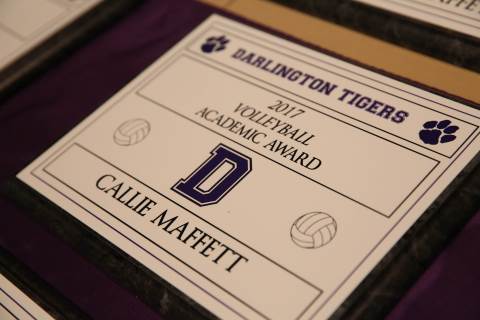 DARLINGTON TIGERS
2017
VOLLEYBALL
ACADEMIC AWARD
D
CALLIE MAFFETT